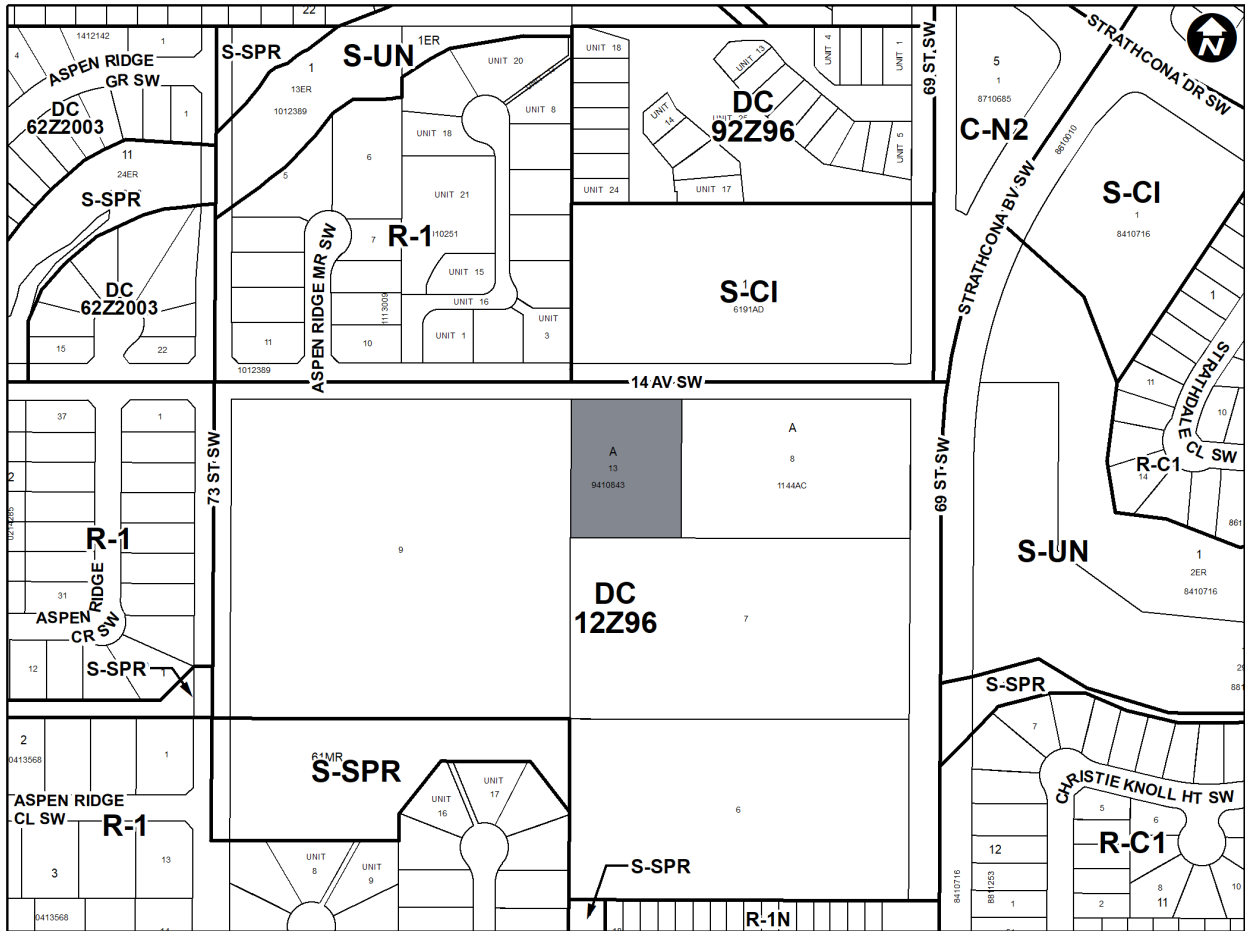 22
1412142
1
4
ASPEN RIDGE
GR SW
DC
62Z2003
1
11
24ER
S-SPR
DC
62Z2003
15
22
S-SPR
S-UN
1
13ER
1012389
5
6
1ER
UNIT 20
UNIT 8
UNIT 18
UNIT 21
7
R-1
UNIT 15
UNIT 16
UNIT 1
UNIT
3
1113009
10
11
1012389
ASPEN RIDGE MR SW
UNIT 18
UNIT 13
UNIT 4
UNIT 1
UNIT
14
DC
92Z96
UNIT 5
UNIT 24
UNIT 17
69 ST SW
5
1
8710685
C-N2
STRATHCONA DR SW
N
8610010
STRATHCONA BV SW
S-CI
1
8410716
S-CI
1
6191AD
1
STRATHDALE CL SW
11
10
R-C1
14
861
14 AV SW
73 ST SW
37
1
2
0214285
R-1
31
ASPEN RIDGE
CR SW
12
1
S-SPR
9
A
13
9410843
A
8
1144AC
DC
12Z96
7
69 ST SW
S-UN
1
2ER
8410716
S-SPR
7
CHRISTIE KNOLL HT SW
5
6
R-C1
12
8410716
8811253
1
2
8
11
10
2
0413568
1
ASPEN RIDGE
CL SW
R-1
13
3
0413568
61MR
S-SPR
UNIT
16
UNIT
17
UNIT
8
UNIT
9
6
S-SPR
R-1N